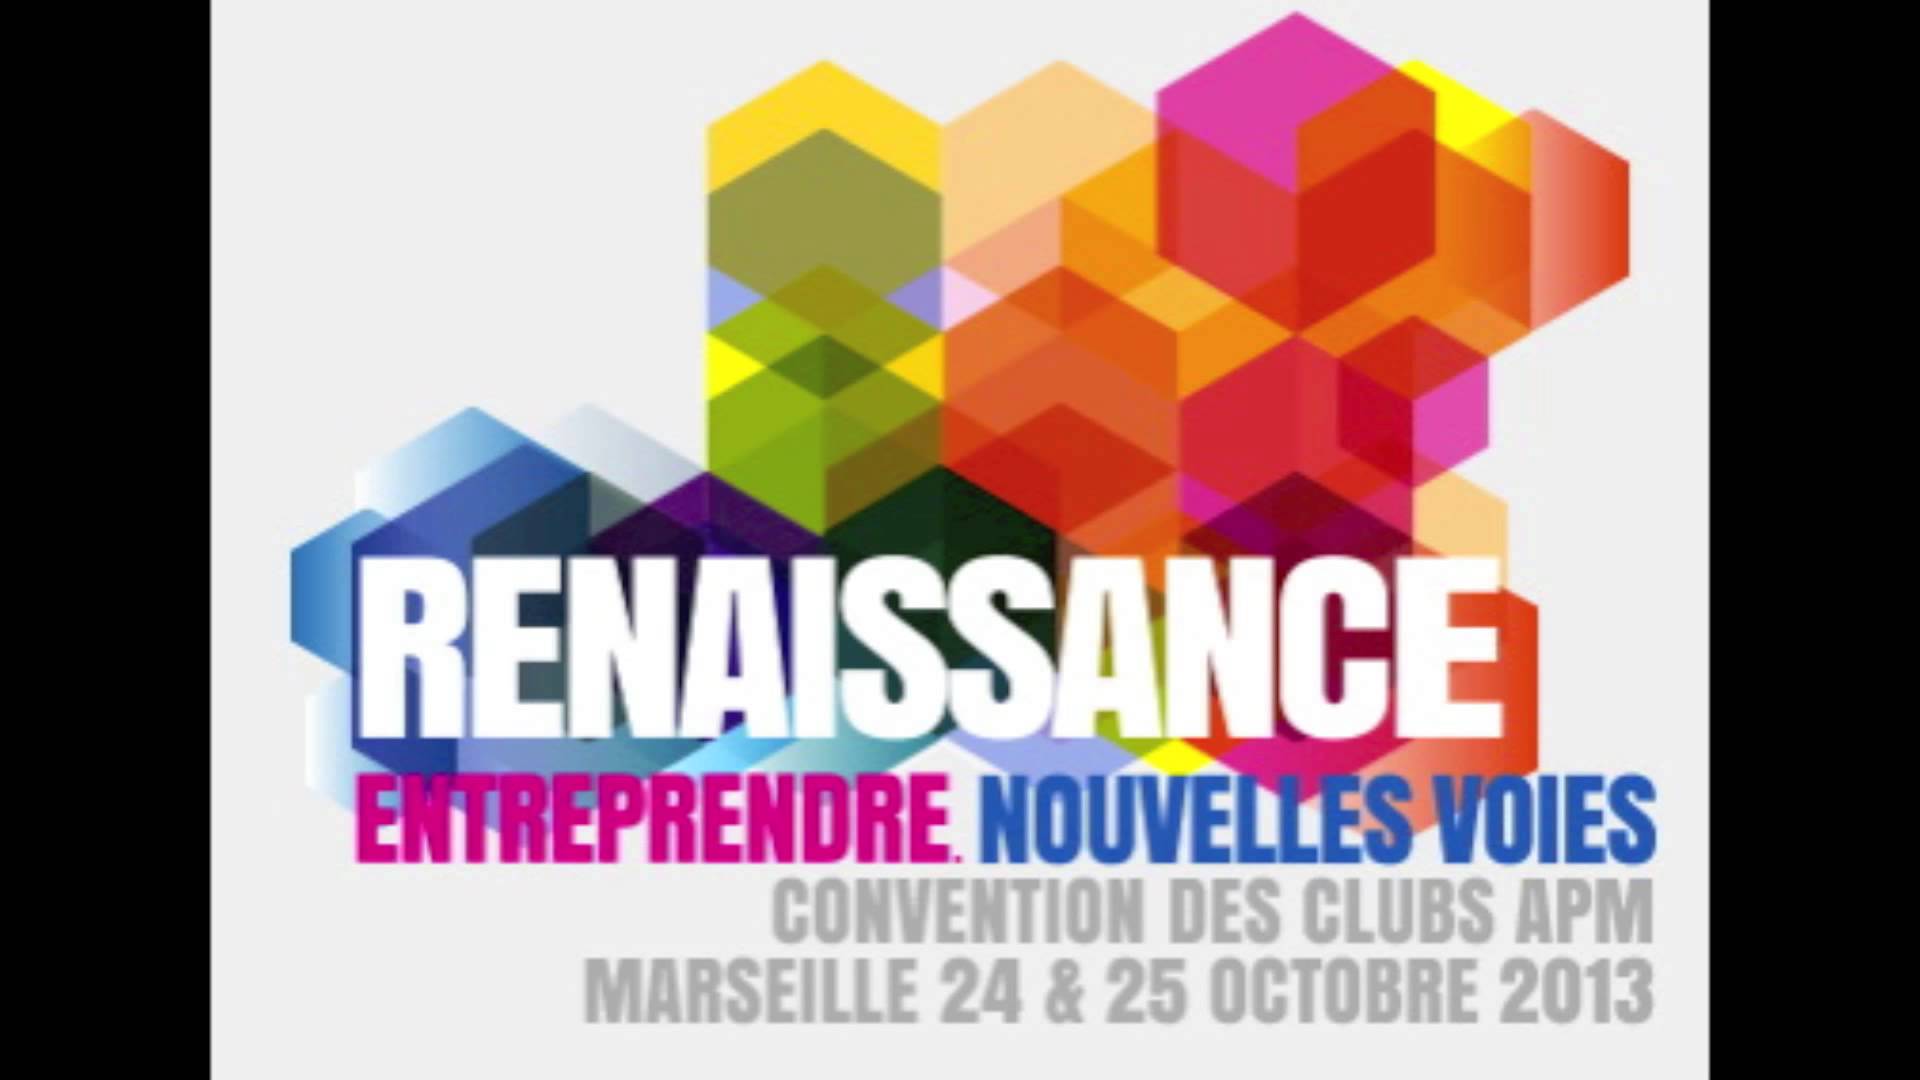 RENAISSANCE
ENTREPRENDRE. NOUVELLES VOIES
CONVENTION DES CLUBS APM
MARSEILLE 24 & 25 OCTOBRE 2013